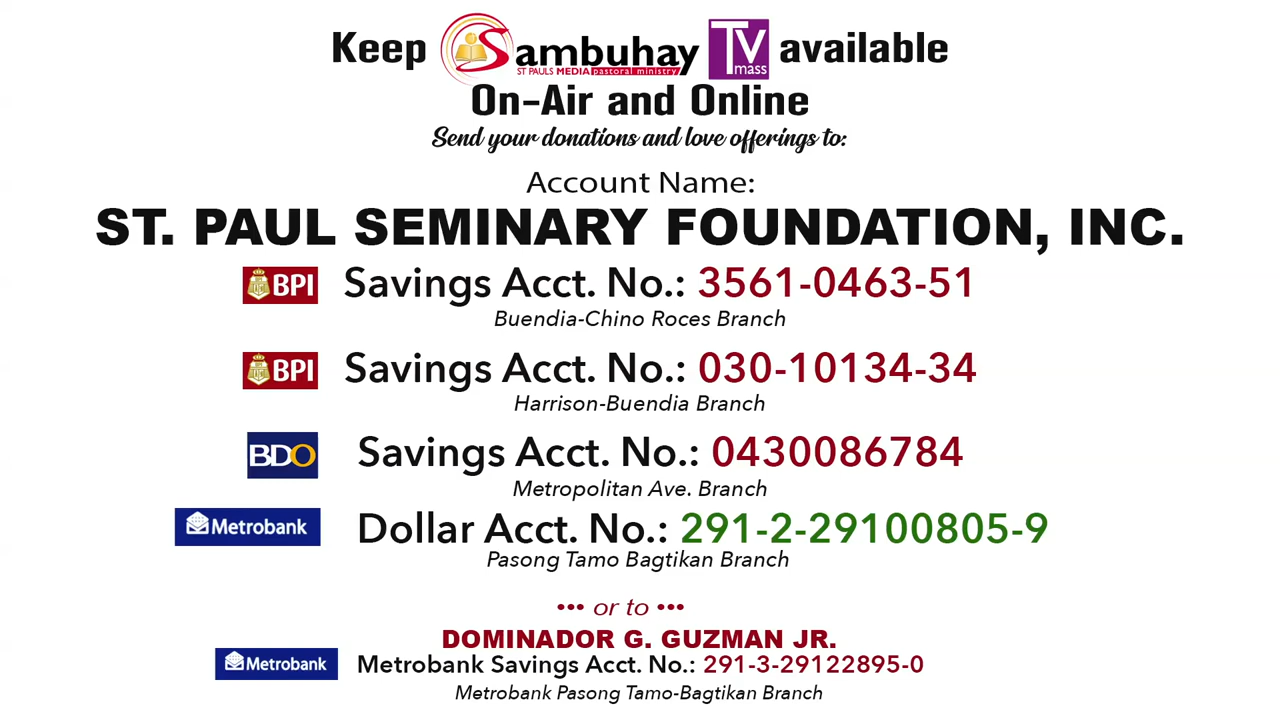 Keep Sambuhay TV mass available
ST PAULS MEDIA pastoral ministry
On-Air and Online
Send your donations and love offerings to:
Account Name:
ST. PAUL SEMINARY FOUNDATION, INC.
BPI Savings Acct. No.: 3561-0463-51
Buendia-Chino Roces Branch
BPI Savings Acct. No.: 030-10134-34
Harrison-Buendia Branch
BDO Savings Acct. No.: 0430086784
Metropolitan Ave. Branch
Metrobank Dollar Acct. No.: 291-2-29100805-9
Pasong Tamo Bagtikan Branch
••• or to •••
DOMINADOR G. GUZMAN JR.
Metrobank Metrobank Savings Acct. No.: 291-3-29122895-0
Metrobank Pasong Tamo-Bagtikan Branch